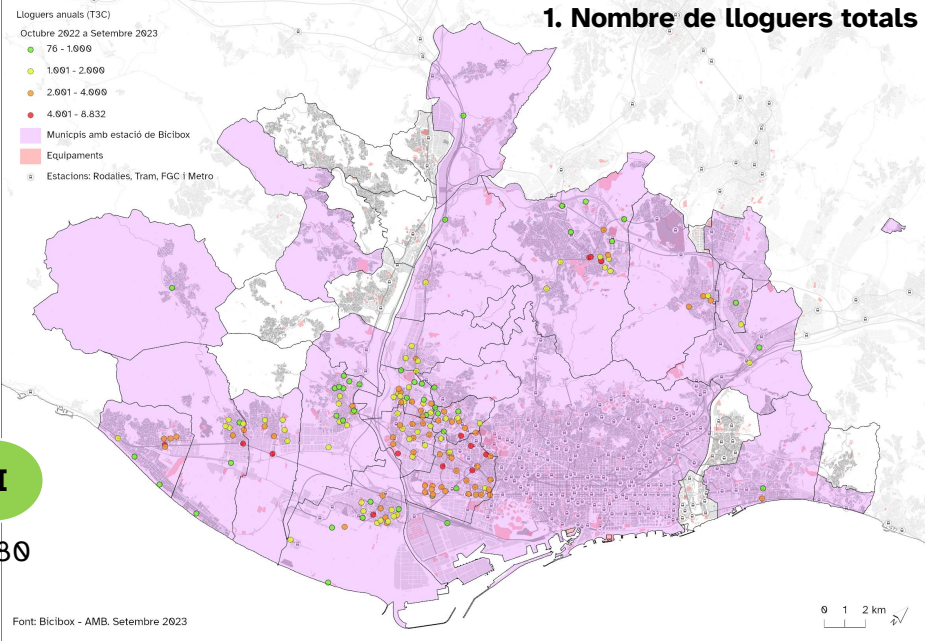 1. Nombre de lloguers totals
Lloguers anuals (T3C)
Octubre 2022 a Setembre 2023
76 - 1.000
1.001 - 2.000
2.001 - 4.000
4.001 - 8.832
Municpis amb estació de Bicibox
Equipaments
Estacions: Rodalies, Tram, FGC i Metro
I
80
Font: Bicibox - AMB. Setembre 2023
0 1 2 km
N